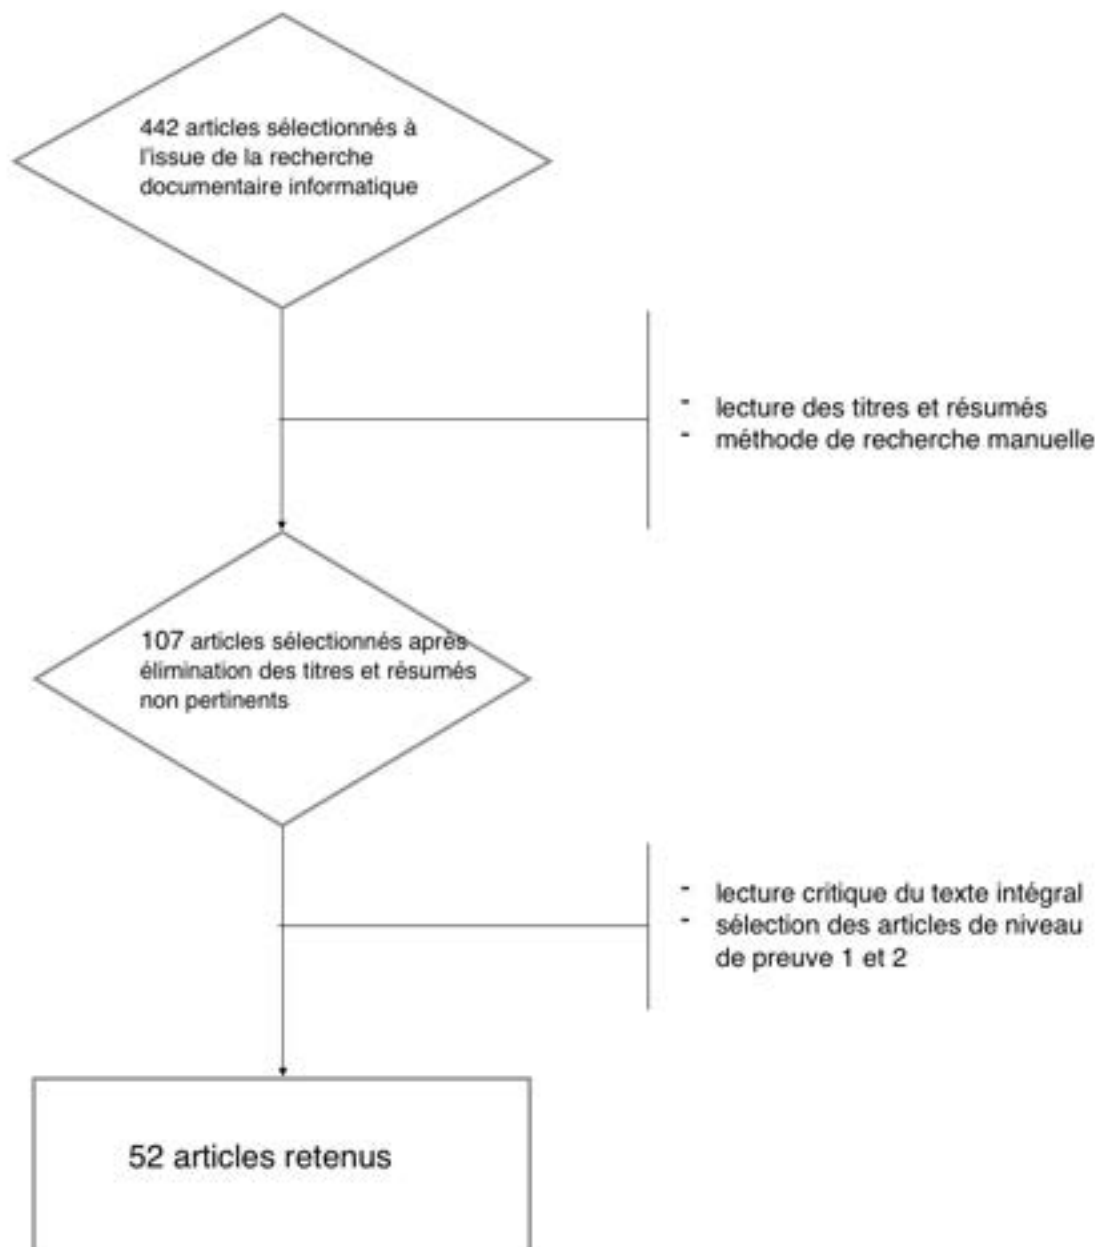 442 articles sélectionnés à
l'issue de la recherche
documentaire informatique
- lecture des titres et résumés
- méthode de recherche manuelle
107 articles sélectionnés après
élimination des titres et résumés
non pertinents
- lecture critique du texte intégral
- sélection des articles de niveau
de preuve 1 et 2
52 articles retenus